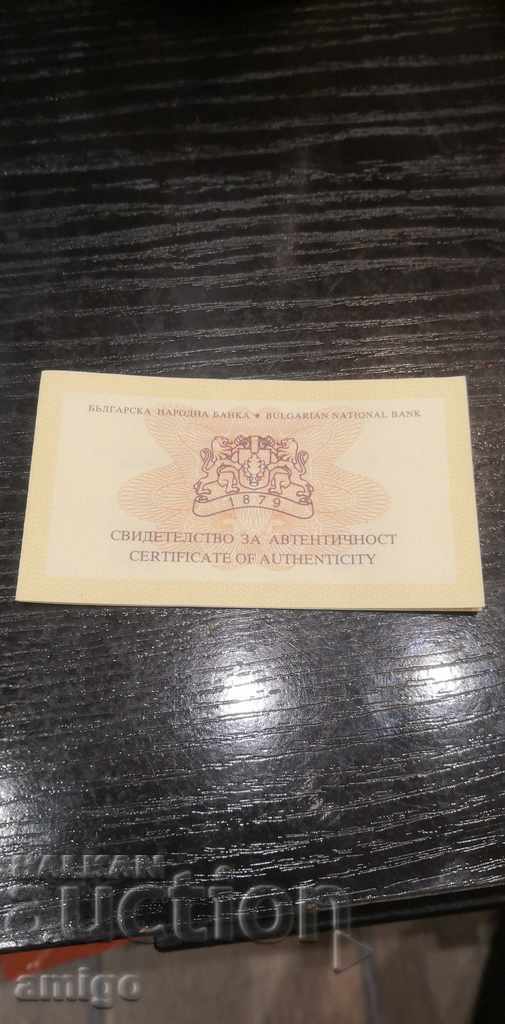 БЪЛГАРСКА НАРОДНА БАНКА ★ BULGARIAN NATIONAL BANK
1879
СВИДЕТЕЛСТВО ЗА АВТЕНТИЧНОСТ
CERTIFICATE OF AUTHENTICITY
BALKAN
auction
amigo